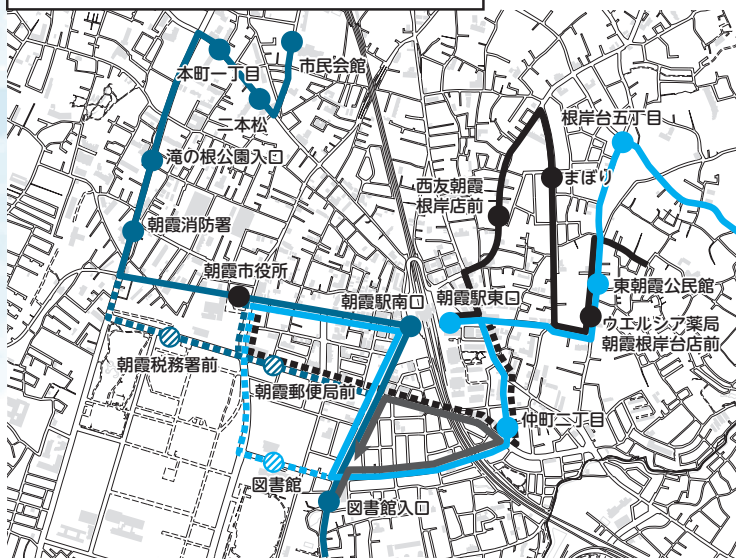 市民会館
本町一丁目
二本松
根岸台五丁目
滝の根公園入口
西友朝霞
根岸店前
まぼり
朝霞消防署
朝霞市役所
朝霞駅南口
朝霞駅東口
東朝霞公民館
ウエルシア薬局
朝霞根岸台店前
朝霞税務署前
朝霞郵便局前
仲町二丁目
図書館
図書館入口